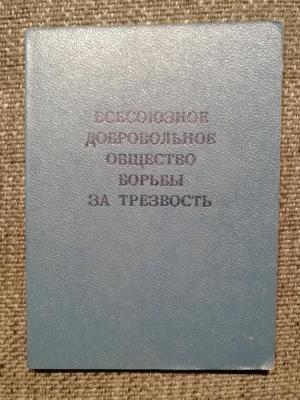 ВСЕСОЮЗНОЕ
ДОБРОВОЛЬНОЕ
ОБЩЕСТВО
БОРЬБЫ
ЗА ТРЕЗВОСТЬ